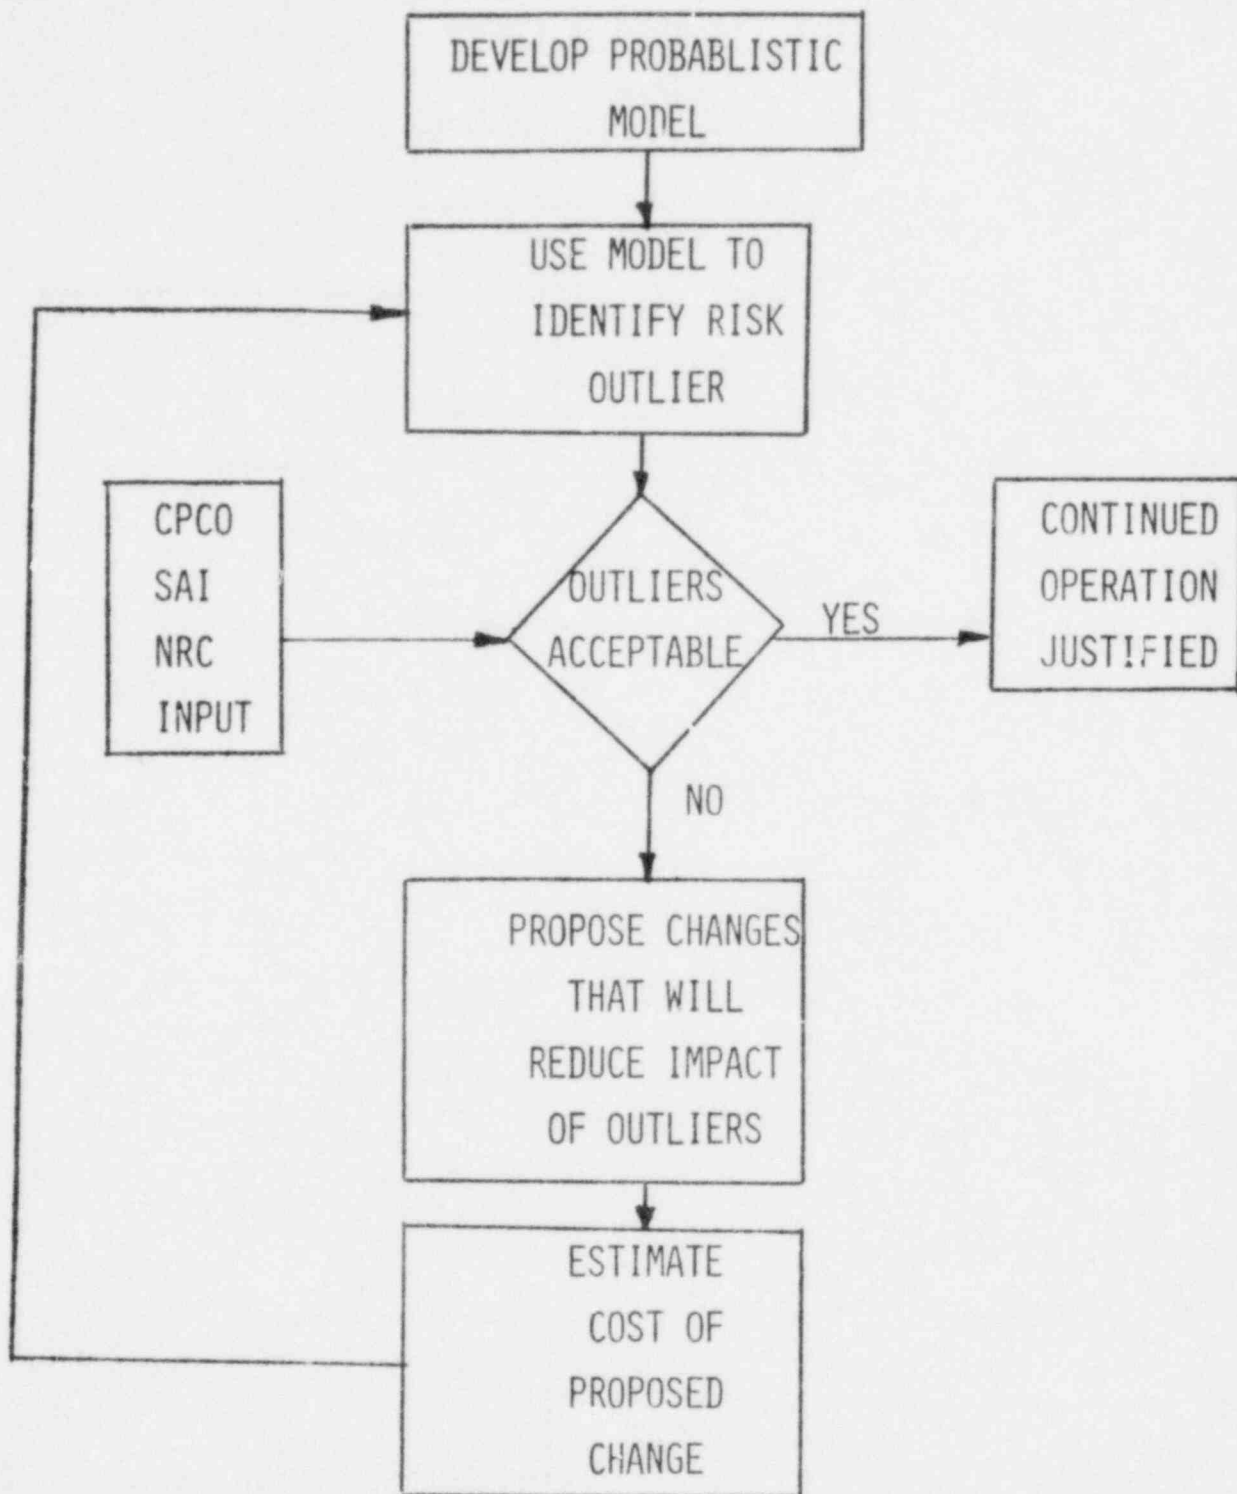 DEVELOP PROBABLISTIC
MODEL
USE MODEL TO
IDENTIFY RISK
OUTLIER
CPCO
SAI
NRC
INPUT
OUTLIERS
ACCEPTABLE
YES
CONTINUED
OPERATION
JUSTIFIED
NO
PROPOSE CHANGES
THAT WILL
REDUCE IMPACT
OF OUTLIERS
ESTIMATE
COST OF
PROPOSED
CHANGE